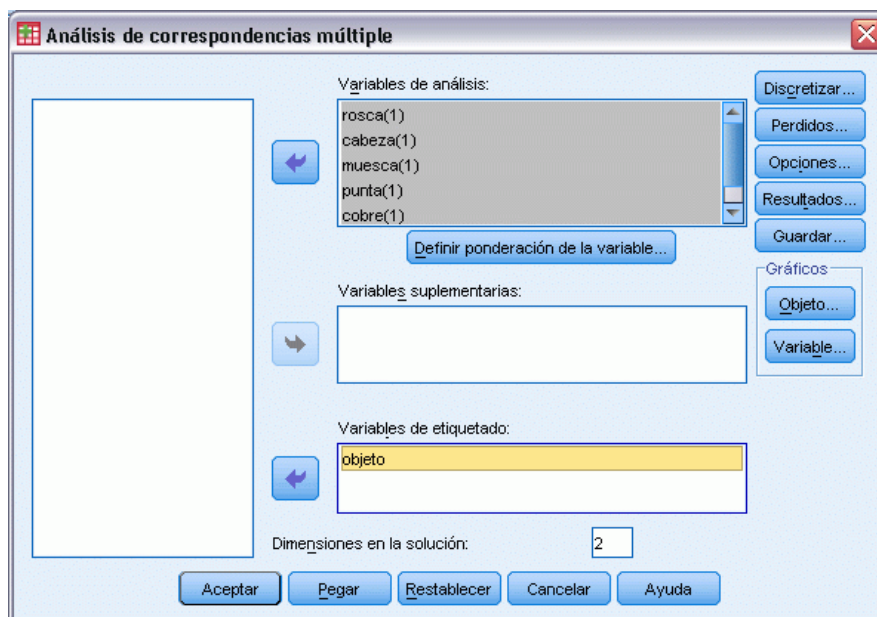 Análisis de correspondencias múltiple
Variables de análisis:
rosca(1)
cabeza(1)
muesca(1)
punta(1)
cobre(1)
Definir ponderación de la variable...
Variables suplementarias:
Variables de etiquetado:
objeto
Dimensiones en la solución:
2
Discretizar...
Perdidos...
Opciones...
Resultados...
Guardar...
Gráficos
Objeto...
Variable...
Aceptar
Pegar
Restablecer
Cancelar
Ayuda